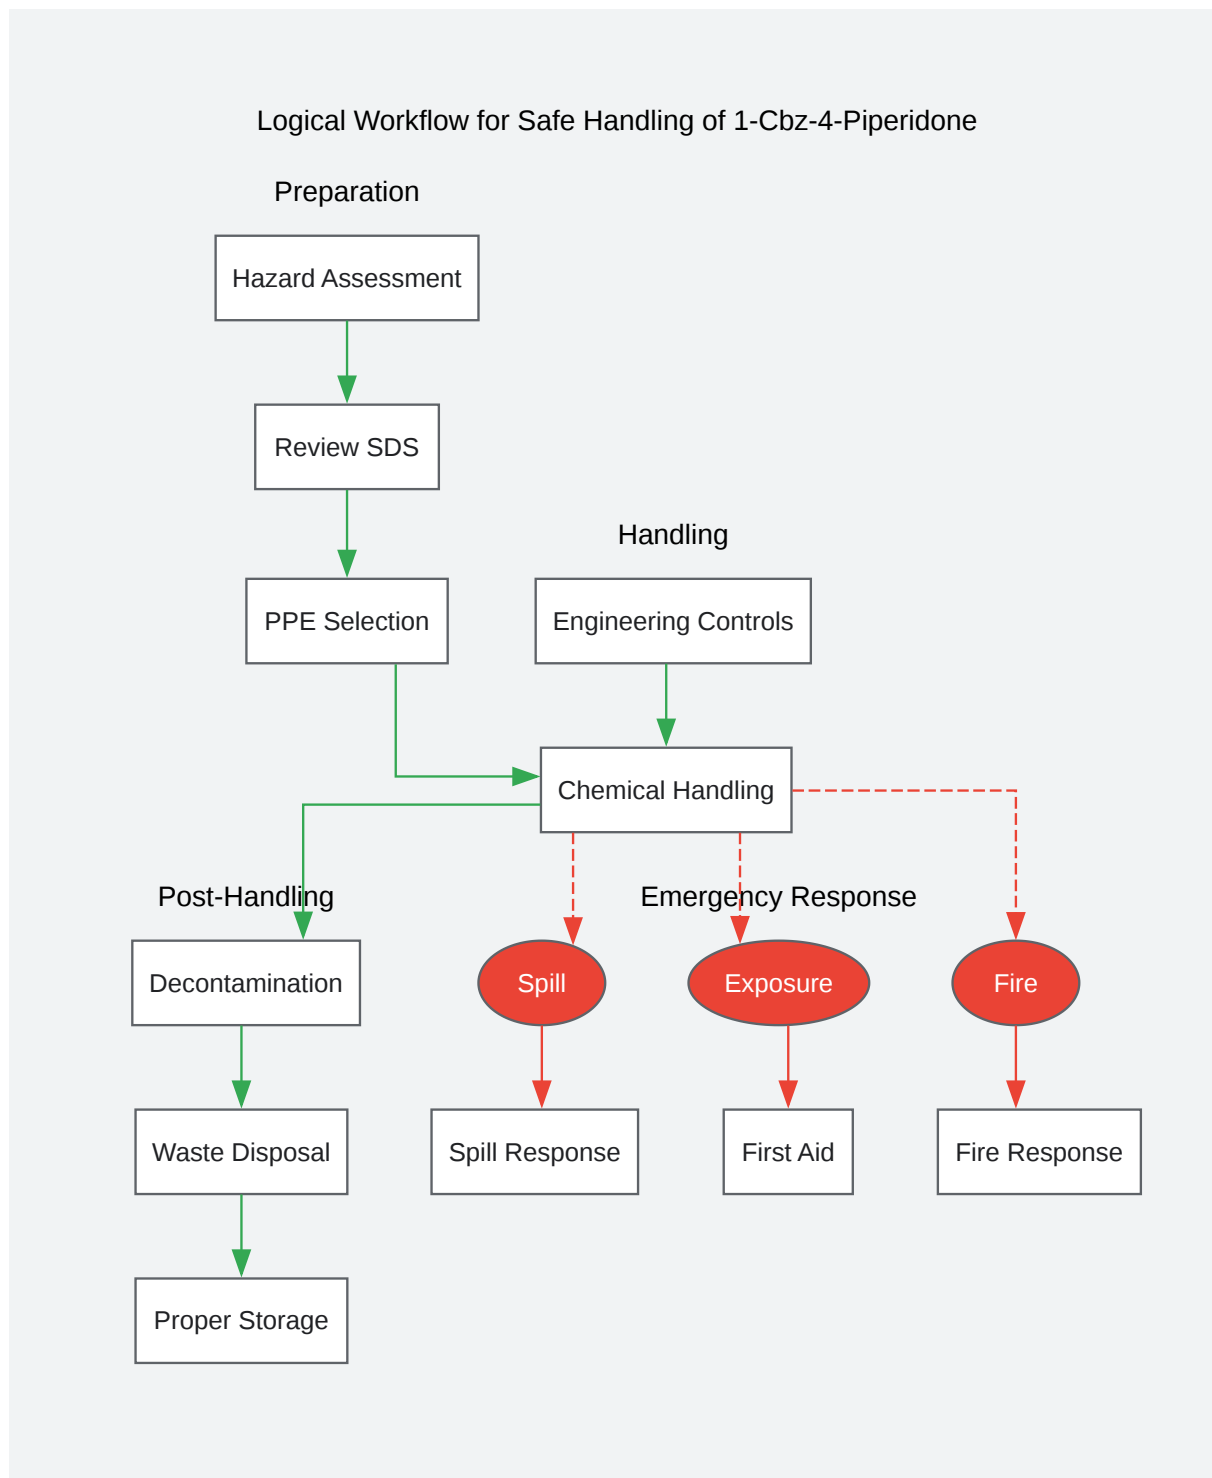 Logical Workflow for Safe Handling of 1-Cbz-4-Piperidone
Preparation
Hazard Assessment
Review SDS
PPE Selection
Handling
Engineering Controls
Chemical Handling
Post-Handling
Decontamination
Waste Disposal
Proper Storage
Emergency Response
Spill
Exposure
Fire
Spill Response
First Aid
Fire Response